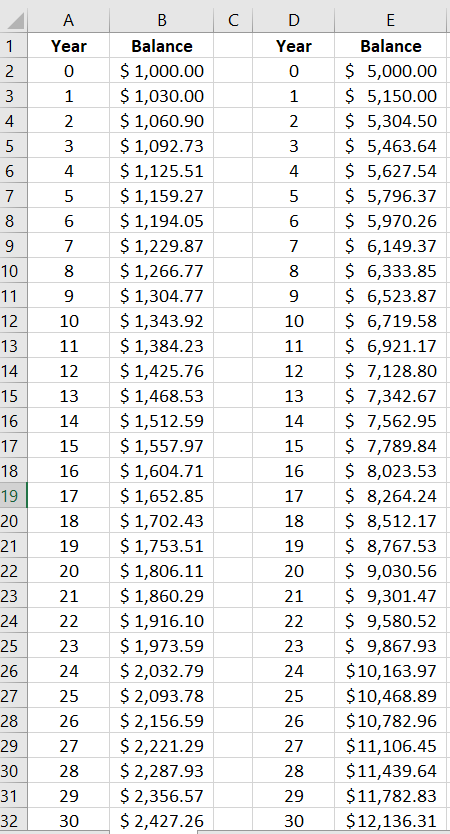 A B C D E
1 Year Balance Year Balance
2 0 $ 1,000.00 0 $ 5,000.00
3 1 $ 1,030.00 1 $ 5,150.00
4 2 $ 1,060.90 2 $ 5,304.50
5 3 $ 1,092.73 3 $ 5,463.64
6 4 $ 1,125.51 4 $ 5,627.54
7 5 $ 1,159.27 5 $ 5,796.37
8 6 $ 1,194.05 6 $ 5,970.26
9 7 $ 1,229.87 7 $ 6,149.37
10 8 $ 1,266.77 8 $ 6,333.85
11 9 $ 1,304.77 9 $ 6,523.87
12 10 $ 1,343.92 10 $ 6,719.58
13 11 $ 1,384.23 11 $ 6,921.17
14 12 $ 1,425.76 12 $ 7,128.80
15 13 $ 1,468.53 13 $ 7,342.67
16 14 $ 1,512.59 14 $ 7,562.95
17 15 $ 1,557.97 15 $ 7,789.84
18 16 $ 1,604.71 16 $ 8,023.53
19 17 $ 1,652.85 17 $ 8,264.24
20 18 $ 1,702.43 18 $ 8,512.17
21 19 $ 1,753.51 19 $ 8,767.53
22 20 $ 1,806.11 20 $ 9,030.56
23 21 $ 1,860.29 21 $ 9,301.47
24 22 $ 1,916.10 22 $ 9,580.52
25 23 $ 1,973.59 23 $ 9,867.93
26 24 $ 2,032.79 24 $10,163.97
27 25 $ 2,093.78 25 $10,468.89
28 26 $ 2,156.59 26 $10,782.96
29 27 $ 2,221.29 27 $11,106.45
30 28 $ 2,287.93 28 $11,439.64
31 29 $ 2,356.57 29 $11,782.83
32 30 $ 2,427.26 30 $12,136.31